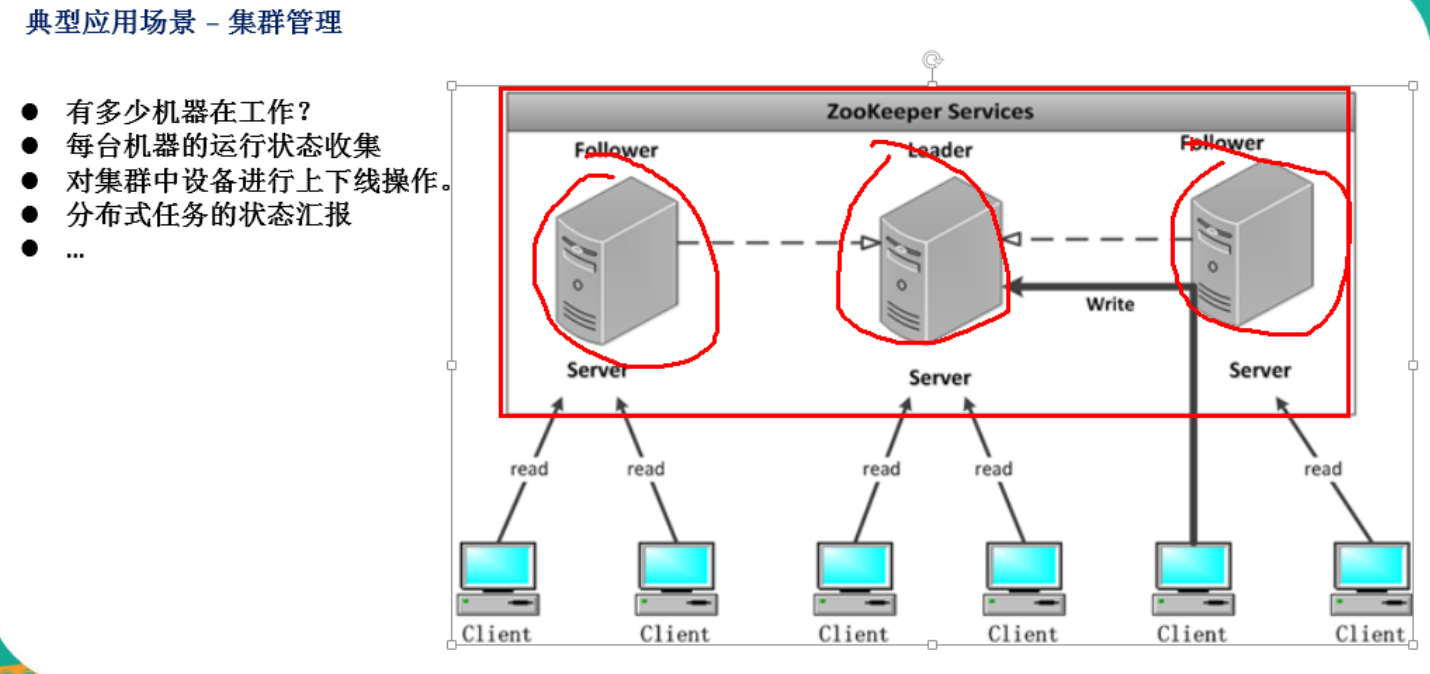 典型应用场景 – 集群管理
● 有多少机器在工作?
● 每台机器的运行状态收集
● 对集群中设备进行上下线操作。
● 分布式任务的状态汇报
● ...
ZooKeeper Services
Follower
Leader
Follower
Write
Server
Server
Server
read
read
read
read
read
Client
Client
Client
Client
Client
Client